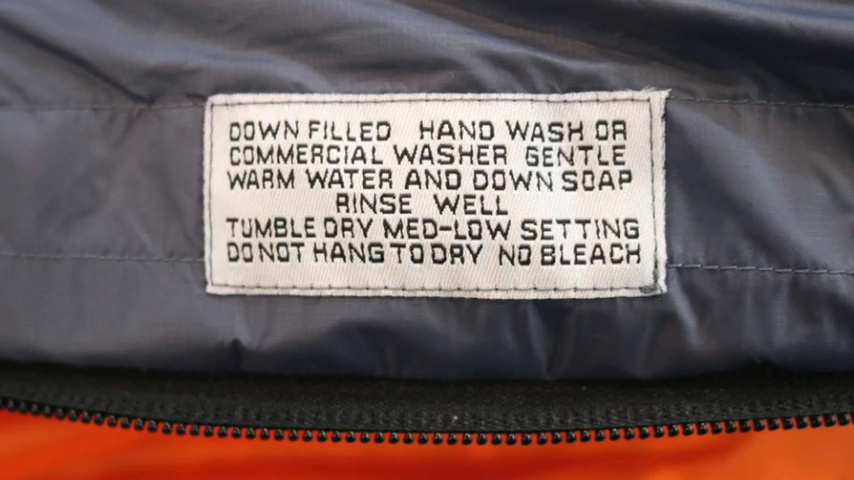 DOWN FILLED HAND WASH OR
COMMERCIAL WASHER GENTLE
WARM WATER AND DOWN SOAP
RINSE WELL
TUMBLE DRY MED-LOW SETTING
DO NOT HANG TO DRY NO BLEACH